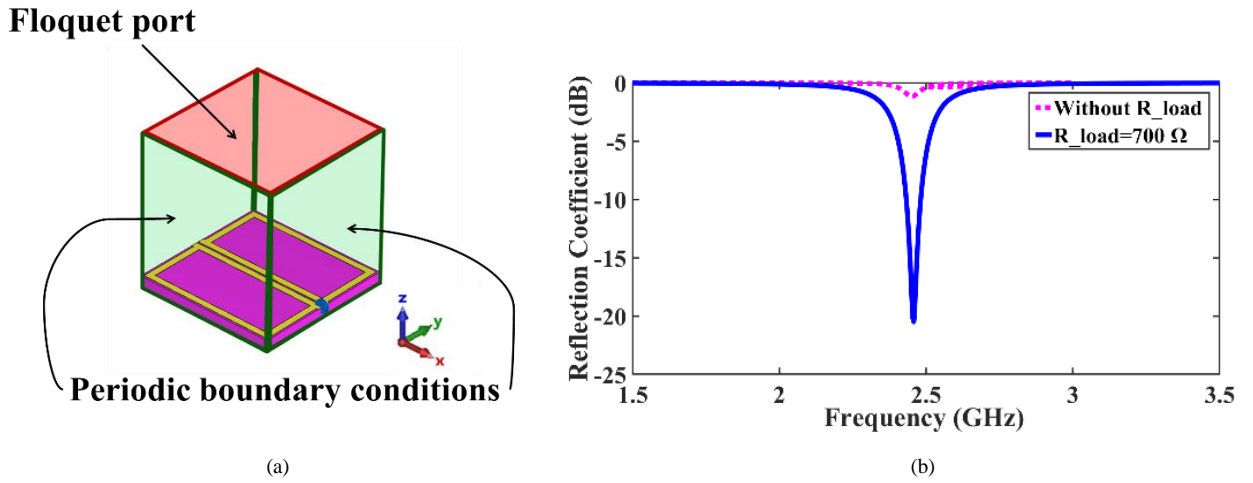 Floquet port
z
y
x
Periodic boundary conditions
(a)
Reflection Coefficient (dB)
0
-5
-10
-15
-20
-25
Without R_load
R_load=700 Ω
1.5
2
2.5
3
3.5
Frequency (GHz)
(b)